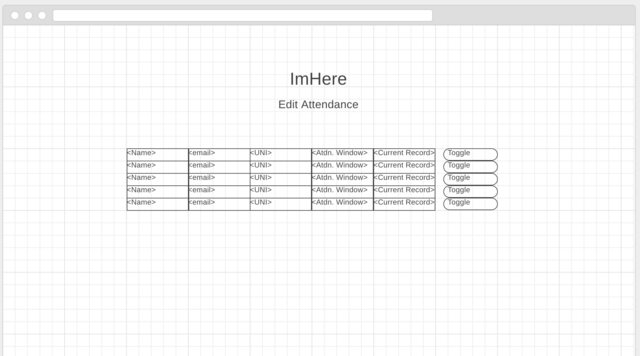 ImHere
Edit Attendance
<Name> <email> <UNI> <Atdn. Window> <Current Record> Toggle
<Name> <email> <UNI> <Atdn. Window> <Current Record> Toggle
<Name> <email> <UNI> <Atdn. Window> <Current Record> Toggle
<Name> <email> <UNI> <Atdn. Window> <Current Record> Toggle
<Name> <email> <UNI> <Atdn. Window> <Current Record> Toggle